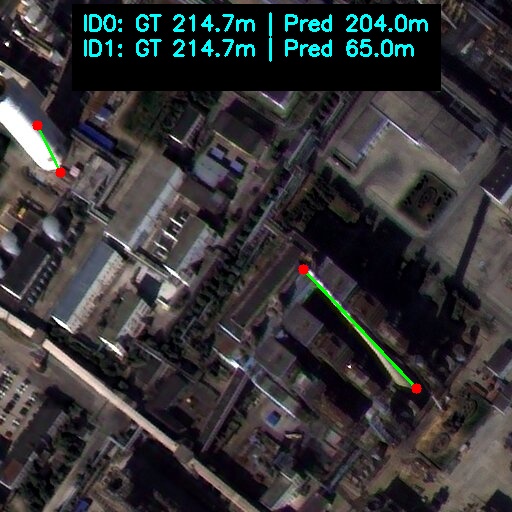 ID0: GT 214.7m | Pred 204.0m
ID1: GT 214.7m | Pred 65.0m